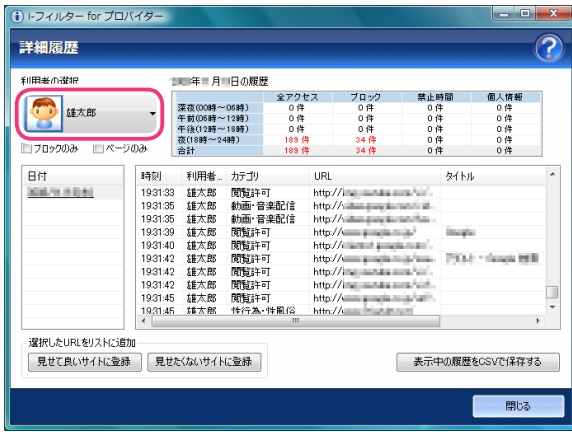 i-フィルター for プロバイダー
詳細履歴
利用者の選択
年 月 日の履歴
雄太郎
全アクセス ブロック 禁止時間 個人情報
深夜(00時～06時) 0 件 0 件 0 件 0 件
午前(06時～12時) 0 件 0 件 0 件 0 件
午後(12時～18時) 0 件 0 件 0 件 0 件
夜(18時～24時) 189 件 34 件 0 件 0 件
合計 189 件 34 件 0 件 0 件
ブロックのみ ページのみ
日付
時刻 利用者... カテゴリ URL タイトル
19:31:33 雄太郎 閲覧許可 http://
19:31:35 雄太郎 動画・音楽配信 http://
19:31:35 雄太郎 動画・音楽配信 http://
19:31:39 雄太郎 閲覧許可 http://
19:31:40 雄太郎 閲覧許可 http://
19:31:42 雄太郎 閲覧許可 http://
19:31:42 雄太郎 閲覧許可 http://
19:31:42 雄太郎 閲覧許可 http://
19:31:45 雄太郎 閲覧許可 http://
19:31:45 雄太郎 性行為・性風俗 http://
選択したURLをリストに追加
見せて良いサイトに登録 見せたくないサイトに登録 表示中の履歴をCSVで保存する
閉じる